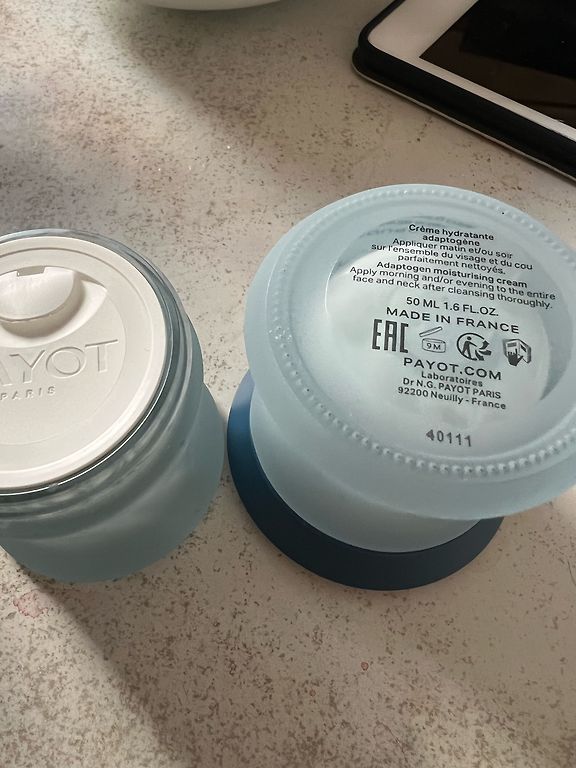 AYOT
PARIS
Crème hydratante
adaptogène
Appliquer matin et/ou soir
sur l'ensemble du visage et du cou
parfaitement nettoyés.
Adaptogen moisturising cream
Apply morning and/or evening to the entire
face and neck after cleansing thoroughly.
50 ML 1.6 FL.OZ.
MADE IN FRANCE
EAC 9M
PAYOT.COM
Laboratoires
Dr N.G. PAYOT PARIS
92200 Neuilly - France
40111